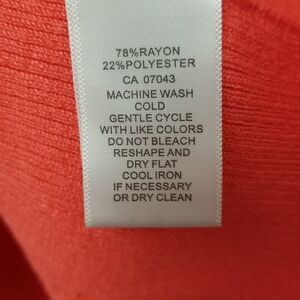 78%RAYON
22%POLYESTER
CA 07043
MACHINE WASH
COLD
GENTLE CYCLE
WITH LIKE COLORS
DO NOT BLEACH
RESHAPE AND
DRY FLAT
COOL IRON
IF NECESSARY
OR DRY CLEAN